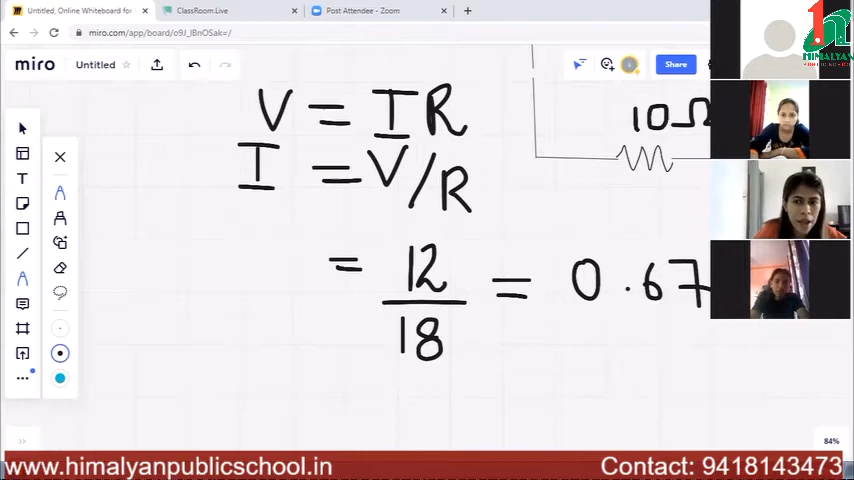 Untitled, Online Whiteboard for
ClassRoom.Live
Post Attendee - Zoom
miro.com/app/board/o9J_lBnOSak=/
miro
Untitled
Share
V = IR
10Ω
I = V/R
= 12/18 = 0.67
84%
HIMALYAN
www.himalyanpublicschool.in
Contact: 9418143473